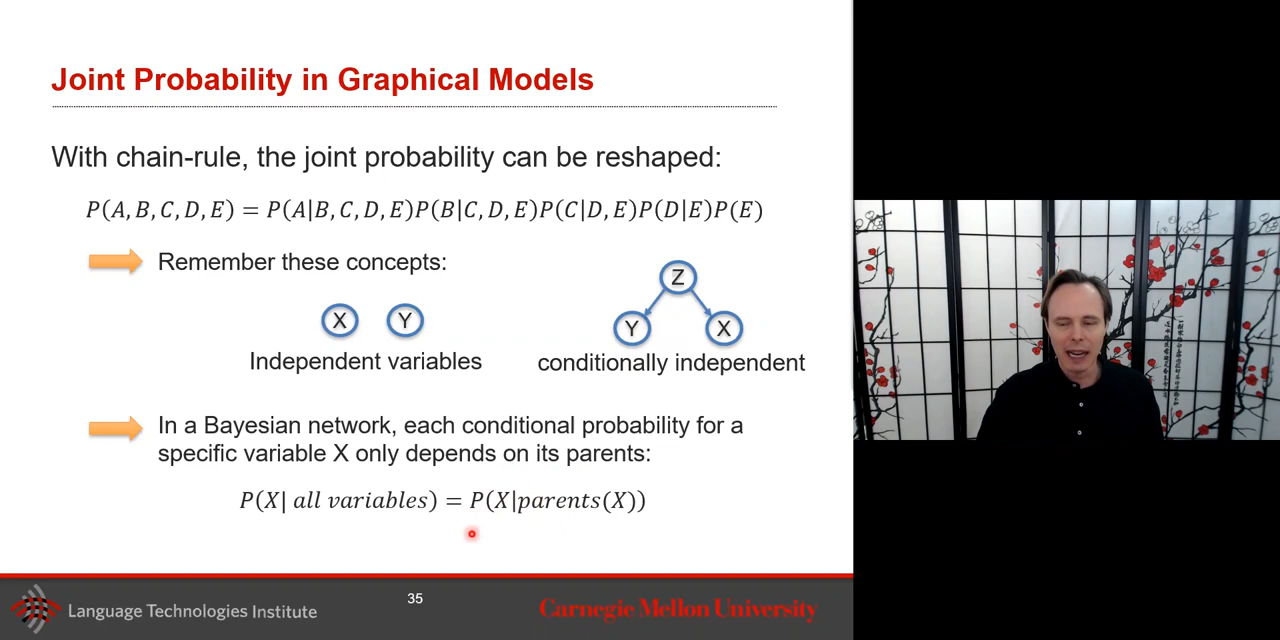 Joint Probability in Graphical Models
With chain-rule, the joint probability can be reshaped:
P(A, B, C, D, E) = P(A|B, C, D, E)P(B|C, D, E)P(C|D, E)P(D|E)P(E)
Remember these concepts:
X Y
Independent variables
Z
Y X
conditionally independent
In a Bayesian network, each conditional probability for a
specific variable X only depends on its parents:
P(X| all variables) = P(X|parents(X))
35
Language Technologies Institute
Carnegie Mellon University